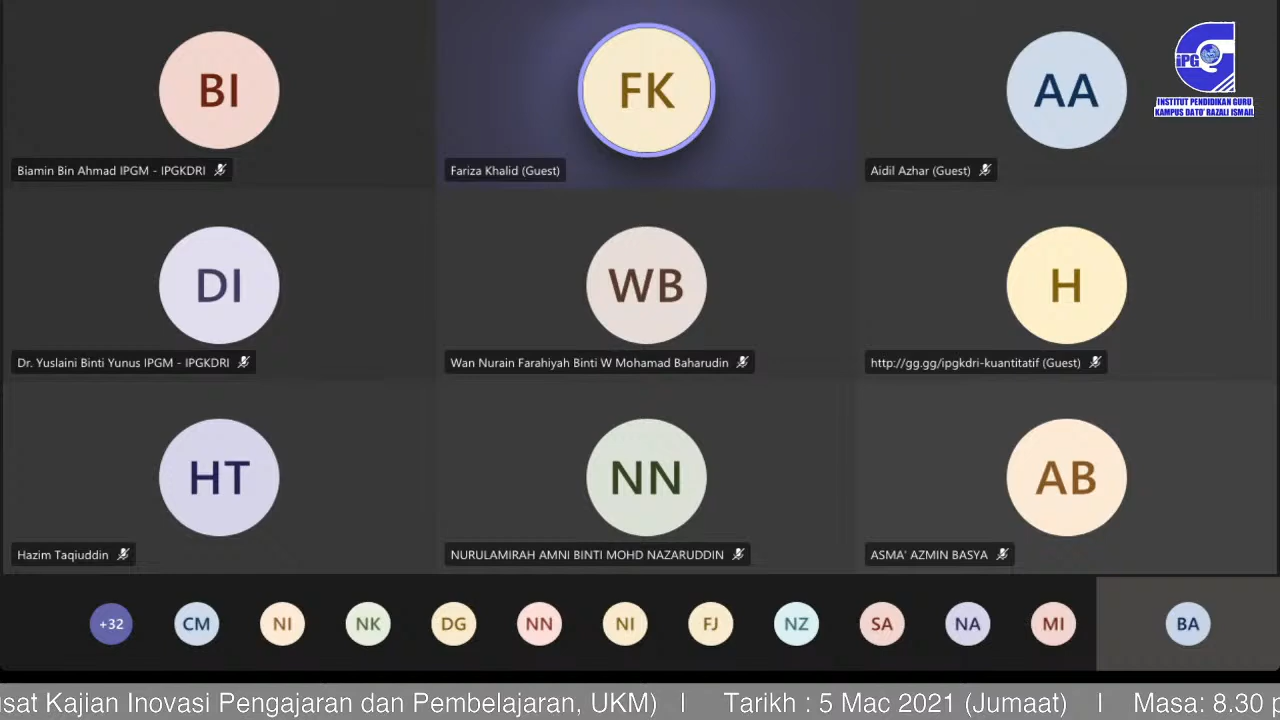 BI
FK
AA
iPG
INSTITUT PENDIDIKAN GURU
KAMPUS DATO' RAZALI ISMAIL
Biamin Bin Ahmad IPGM - IPGKDRI
Fariza Khalid (Guest)
Aidil Azhar (Guest)
DI
WB
H
Dr. Yuslaini Binti Yunus IPGM - IPGKDRI
Wan Nurain Farahiyah Binti W Mohamad Baharudin
http://gg.gg/ipgkdri-kuantitatif (Guest)
HT
NN
AB
Hazim Taqiuddin
NURULAMIRAH AMNI BINTI MOHD NAZARUDDIN
ASMA' AZMIN BASYA
+32
CM
NI
NK
DG
NN
NI
FJ
NZ
SA
NA
MI
BA
Kajian Inovasi Pengajaran dan Pembelajaran, UKM) I Tarikh : 5 Mac 2021 (Jumaat) I Masa: 8.30